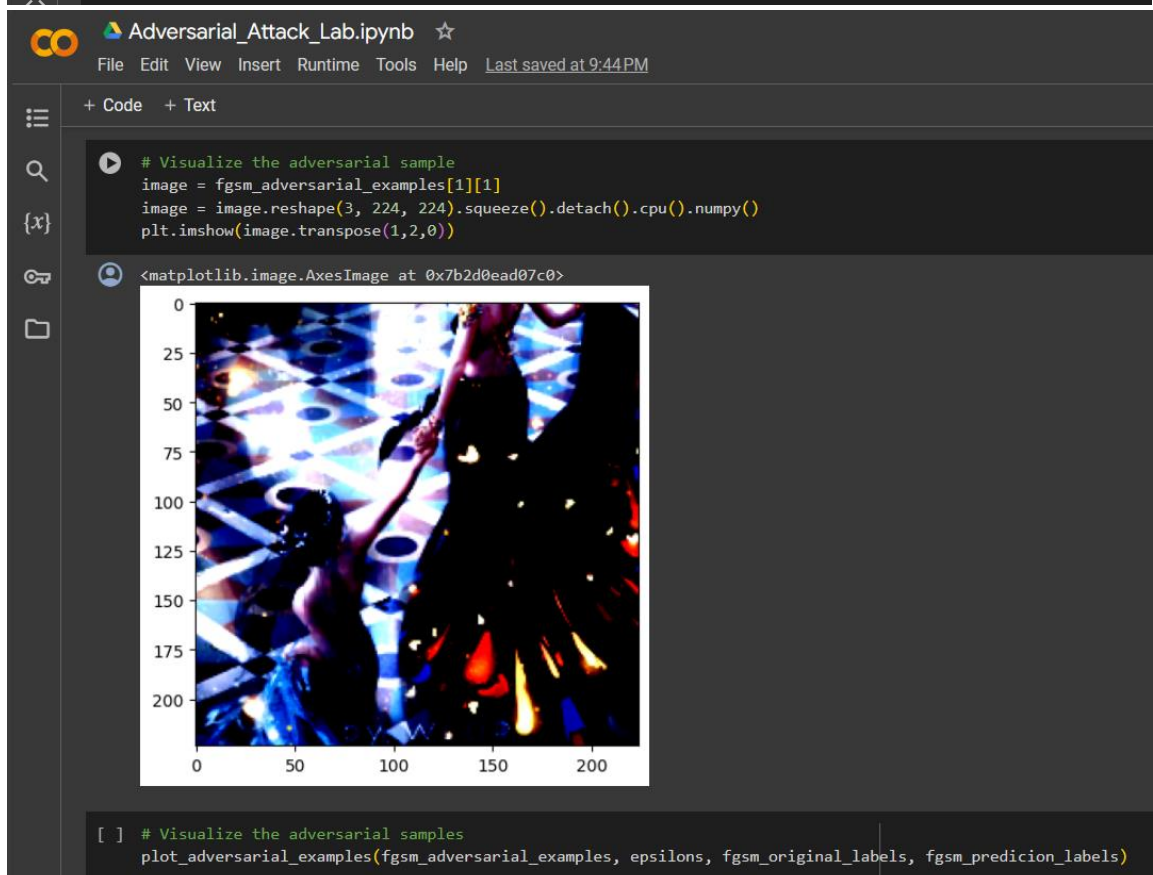 Adversarial_Attack_Lab.ipynb
File Edit View Insert Runtime Tools Help Last saved at 9:44 PM
+ Code + Text
# Visualize the adversarial sample
image = fgsm_adversarial_examples[1][1]
image = image.reshape(3, 224, 224).squeeze().detach().cpu().numpy()
{x}
plt.imshow(image.transpose(1,2,0))
<matplotlib.image.AxesImage at 0x7b2d0ead07c0>
0
25
50
75
100
125
150
175
200
0 50 100 150 200
[ ] # Visualize the adversarial samples
plot_adversarial_examples(fgsm_adversarial_examples, epsilons, fgsm_original_labels, fgsm_predicion_labels)